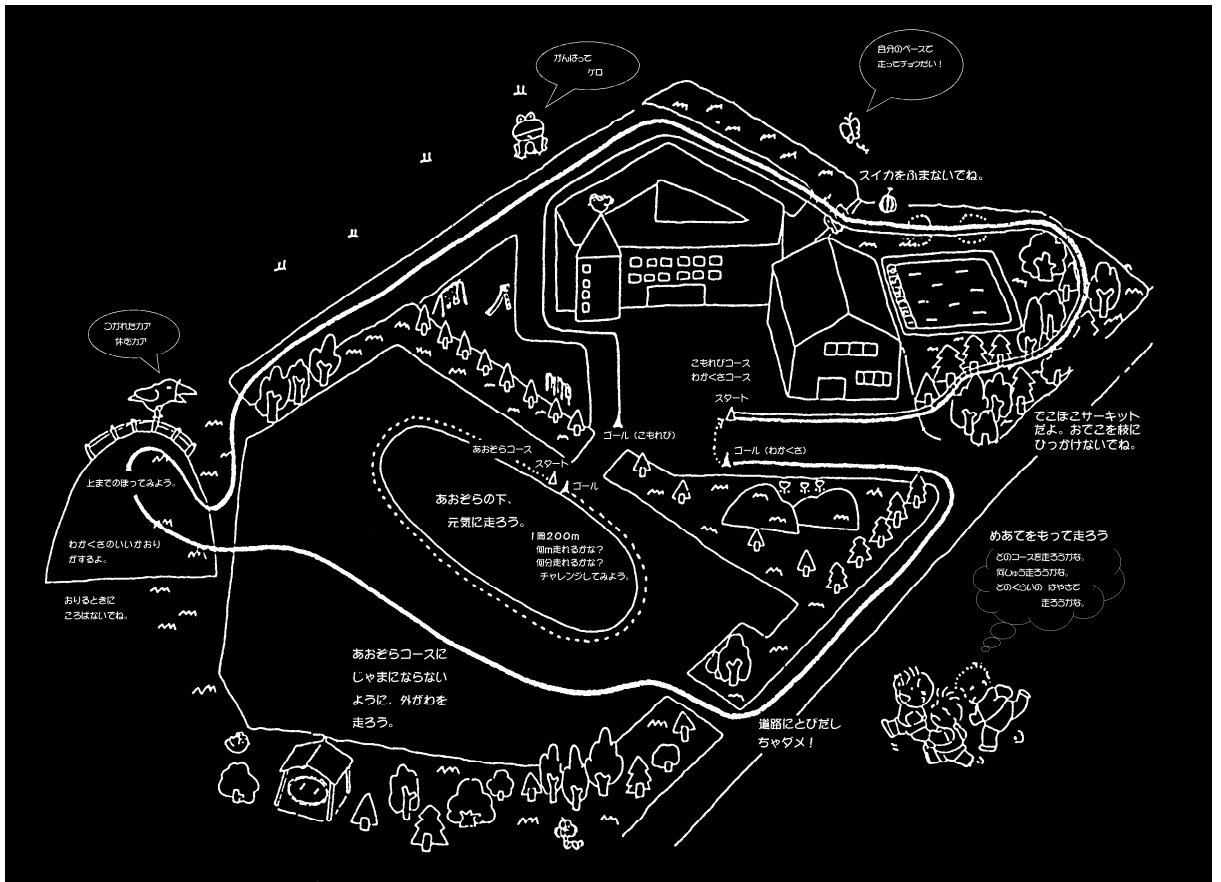 がんばって
ケロ
自分のペースで
走ってチョウだい！
スイカをふまないでね。
つかれたカア
休むカア
こもれびコース
わかくさコース
スタート
ゴール（こもれび）
ゴール（わかくさ）
でこぼこサーキット
だよ。おでこを枝に
ひっかけないでね。
あおぞらコース
スタート
ゴール
上までのぼってみよう。
あおぞらの下、
元気に走ろう。
1周200m
何m走れるかな？
何分走れるかな？
チャレンジしてみよう。
わかくさのいいかおり
がするよ。
おりるときに
ころばないでね。
めあてをもって走ろう
どのコースを走ろうかな。
何しゅう走ろうかな。
どのくらいの はやさで
走ろうかな。
あおぞらコースに
じゃまにならない
ように、外がわを
走ろう。
道路にとびだし
ちゃダメ！